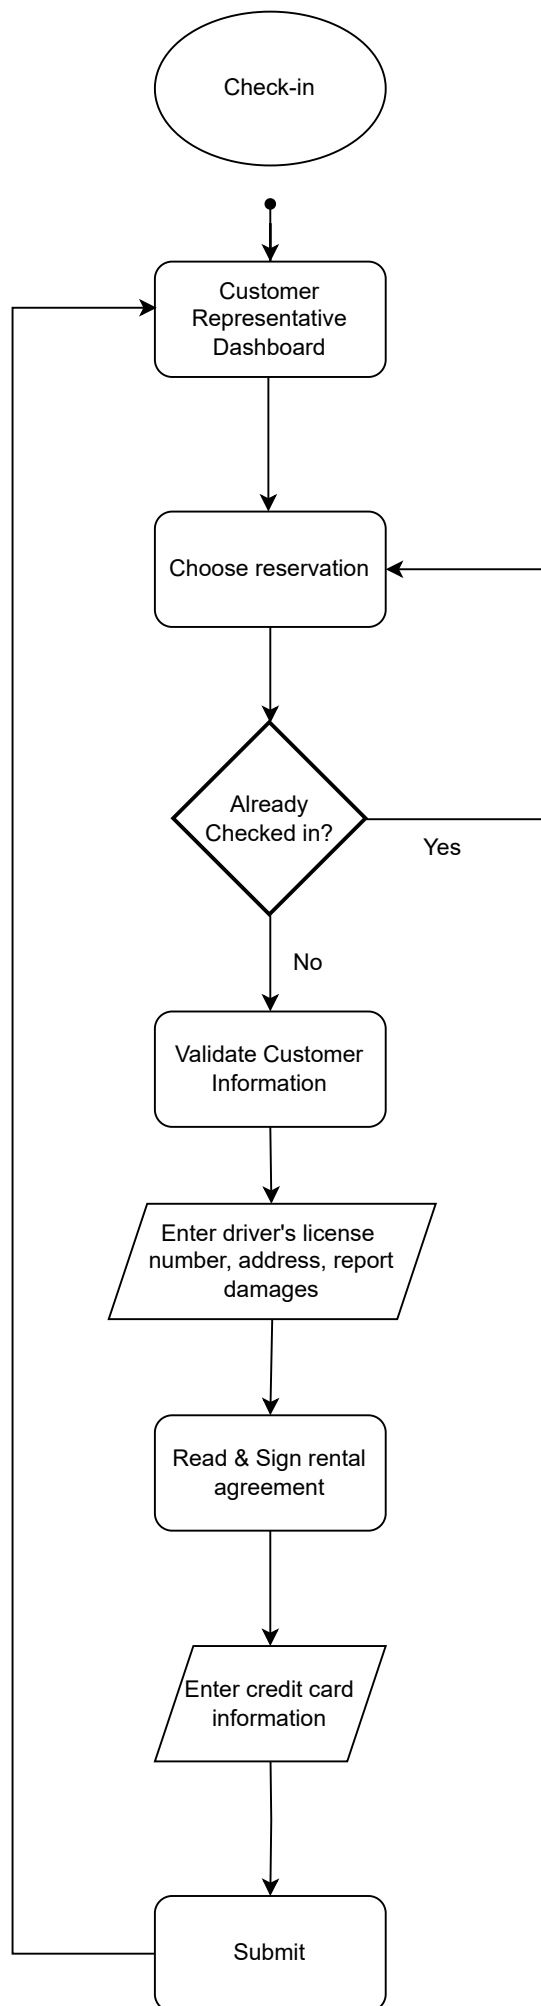 Check-in
Customer
Representative
Dashboard
Choose reservation
Already
Checked in?
Yes
No
Validate Customer
Information
Enter driver's license
number, address, report
damages
Read & Sign rental
agreement
Enter credit card
information
Submit